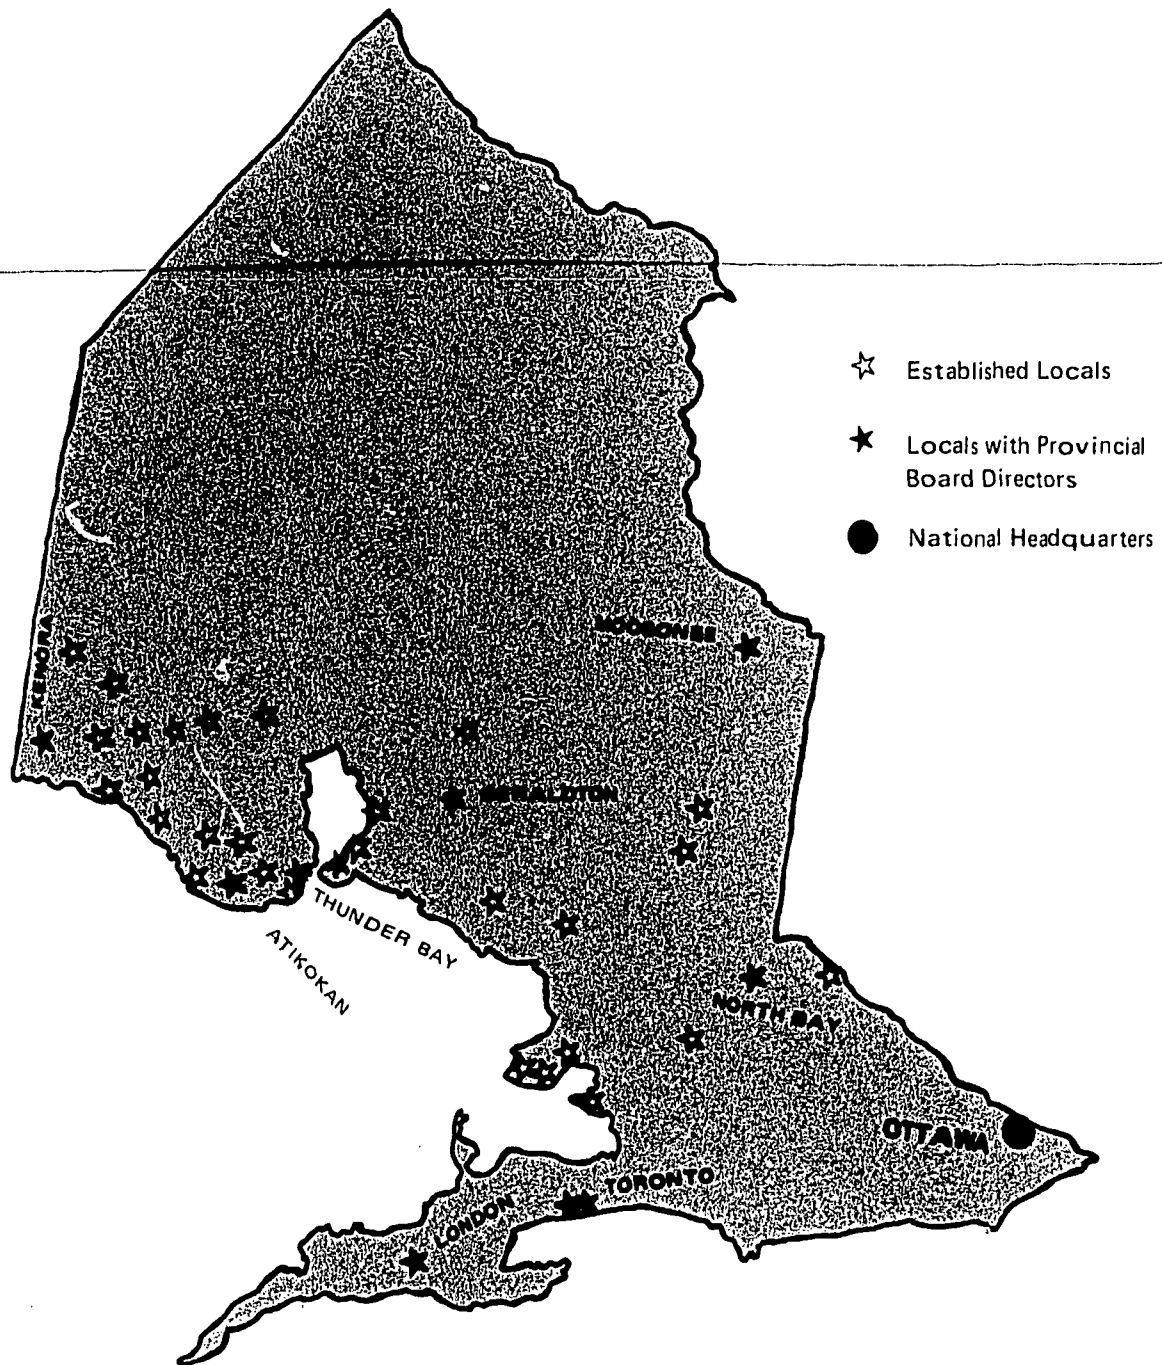 Established Locals
Locals with Provincial
Board Directors
National Headquarters
MOOSONEE
KENORA
GERALDTON
THUNDER BAY
ATIKOKAN
NORTH BAY
OTTAWA
TORONTO
LONDON